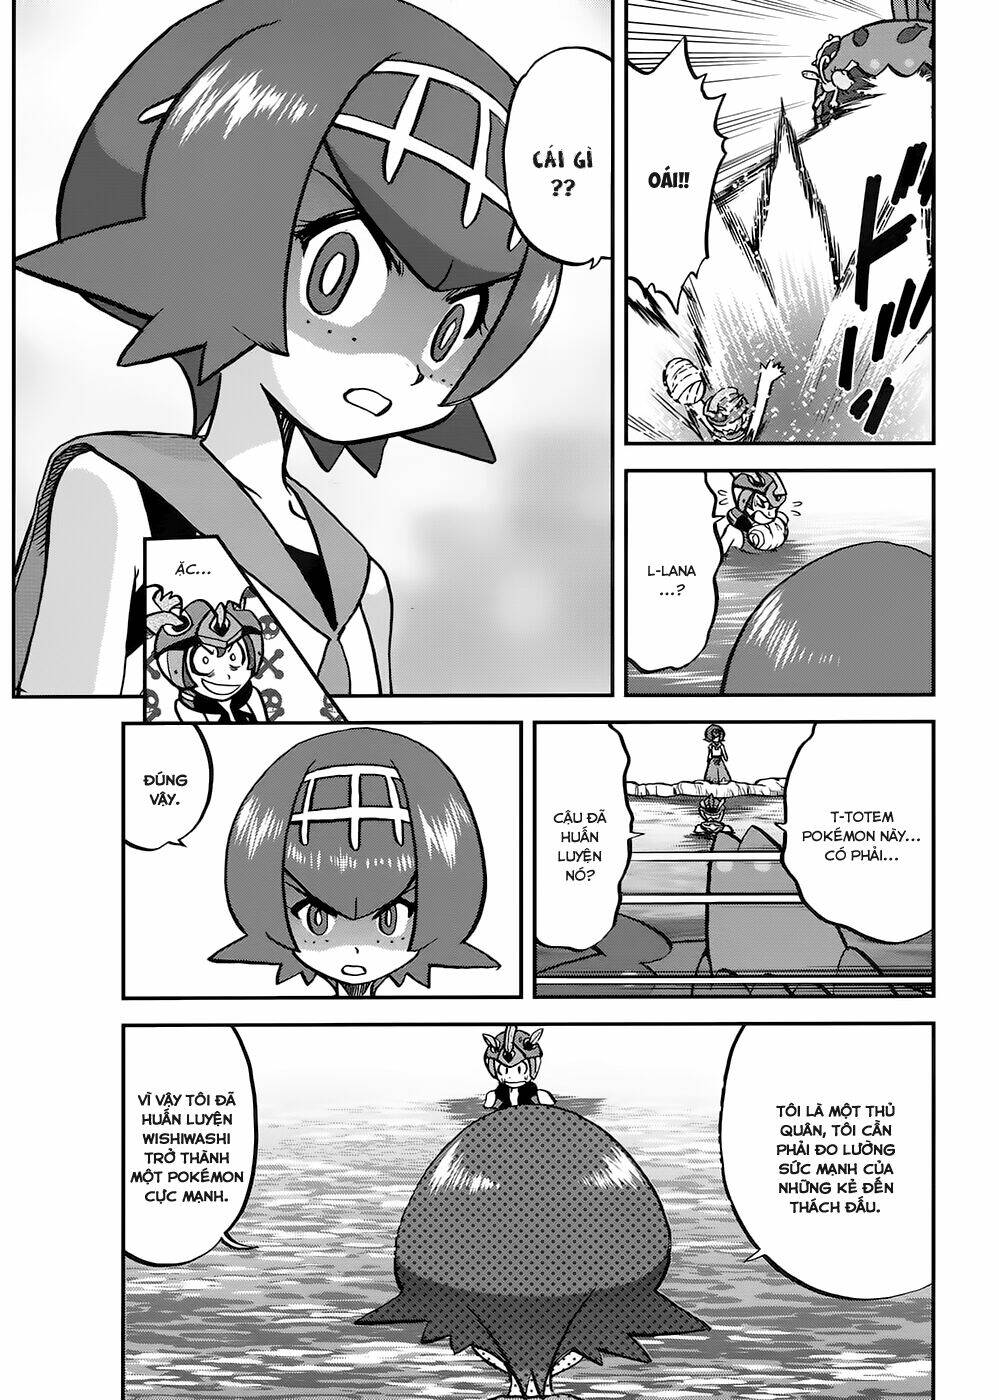 OÁI!!
ド
ド
L-LANA
...?
CÁI GÌ
??
ẶC...
T-TOTEM
POKÉMON NÀY...
CÓ PHẢI...
CẬU ĐÃ
HUẤN
LUYỆN
NÓ?
ĐÚNG
VẬY.
TÔI LÀ MỘT THỦ
QUÂN, TÔI CẦN
PHẢI ĐO LƯỜNG
SỨC MẠNH CỦA
NHỮNG KẺ ĐẾN
THÁCH ĐẤU.
VÌ VẬY TÔI ĐÃ
HUẤN LUYỆN
WISHIWASHI
TRỞ THÀNH
MỘT POKÉMON
CỰC MẠNH.